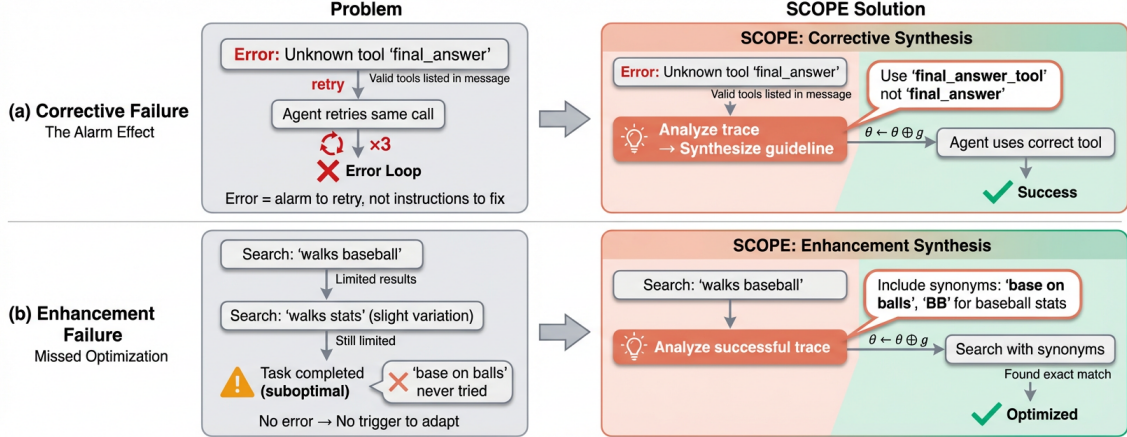 Problem
SCOPE Solution
(a) Corrective Failure
The Alarm Effect
Error: Unknown tool ‘final_answer’
retry
Valid tools listed in message
Agent retries same call
×3
Error Loop
Error = alarm to retry, not instructions to fix
SCOPE: Corrective Synthesis
Error: Unknown tool ‘final_answer’
Valid tools listed in message
Use ‘final_answer_tool’
not ‘final_answer’
Analyze trace
→ Synthesize guideline
θ ← θ ⊕ g
Agent uses correct tool
Success
(b) Enhancement
Failure
Missed Optimization
Search: ‘walks baseball’
Limited results
Search: ‘walks stats’ (slight variation)
Still limited
Task completed
(suboptimal)
‘base on balls’
never tried
No error → No trigger to adapt
SCOPE: Enhancement Synthesis
Search: ‘walks baseball’
Include synonyms: ‘base on
balls’, ‘BB’ for baseball stats
Analyze successful trace
θ ← θ ⊕ g
Search with synonyms
Found exact match
Optimized